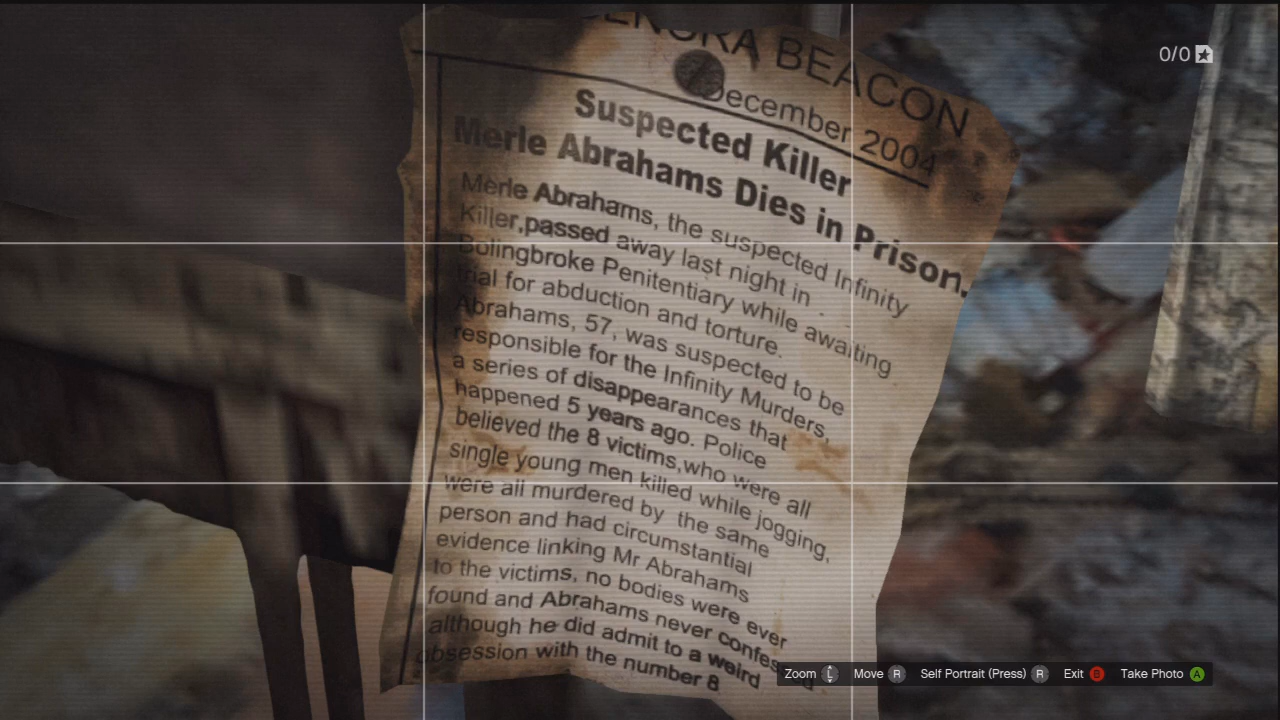 0/0
BEACON
December 2004
Suspected Killer
Merle Abrahams Dies in Prison.
Merle Abrahams, the suspected Infinity
Killer,passed away last night in
Bolingbroke Penitentiary while awaiting
trial for abduction and torture.
Abrahams, 57, was suspected to be
responsible for the Infinity Murders,
a series of disappearances that
happened 5 years ago. Police
believed the 8 victims,who were all
single young men killed while jogging,
were all murdered by the same
person and had circumstantial
evidence linking Mr Abrahams
to the victims, no bodies were ever
found and Abrahams never
although he did admit to a weird
obsession with the number 8
Zoom L Move R Self Portrait (Press) R Exit B Take Photo A